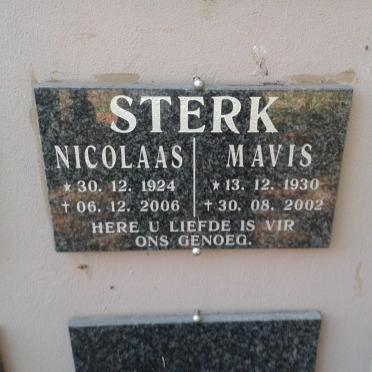 STERK
NICOLAAS MAVIS
★ 30. 12. 1924 ★ 13. 12. 1930
✝ 06. 12. 2006 ✝ 30. 08. 2002
HERE U LIEFDE IS VIR
ONS GENOEG.